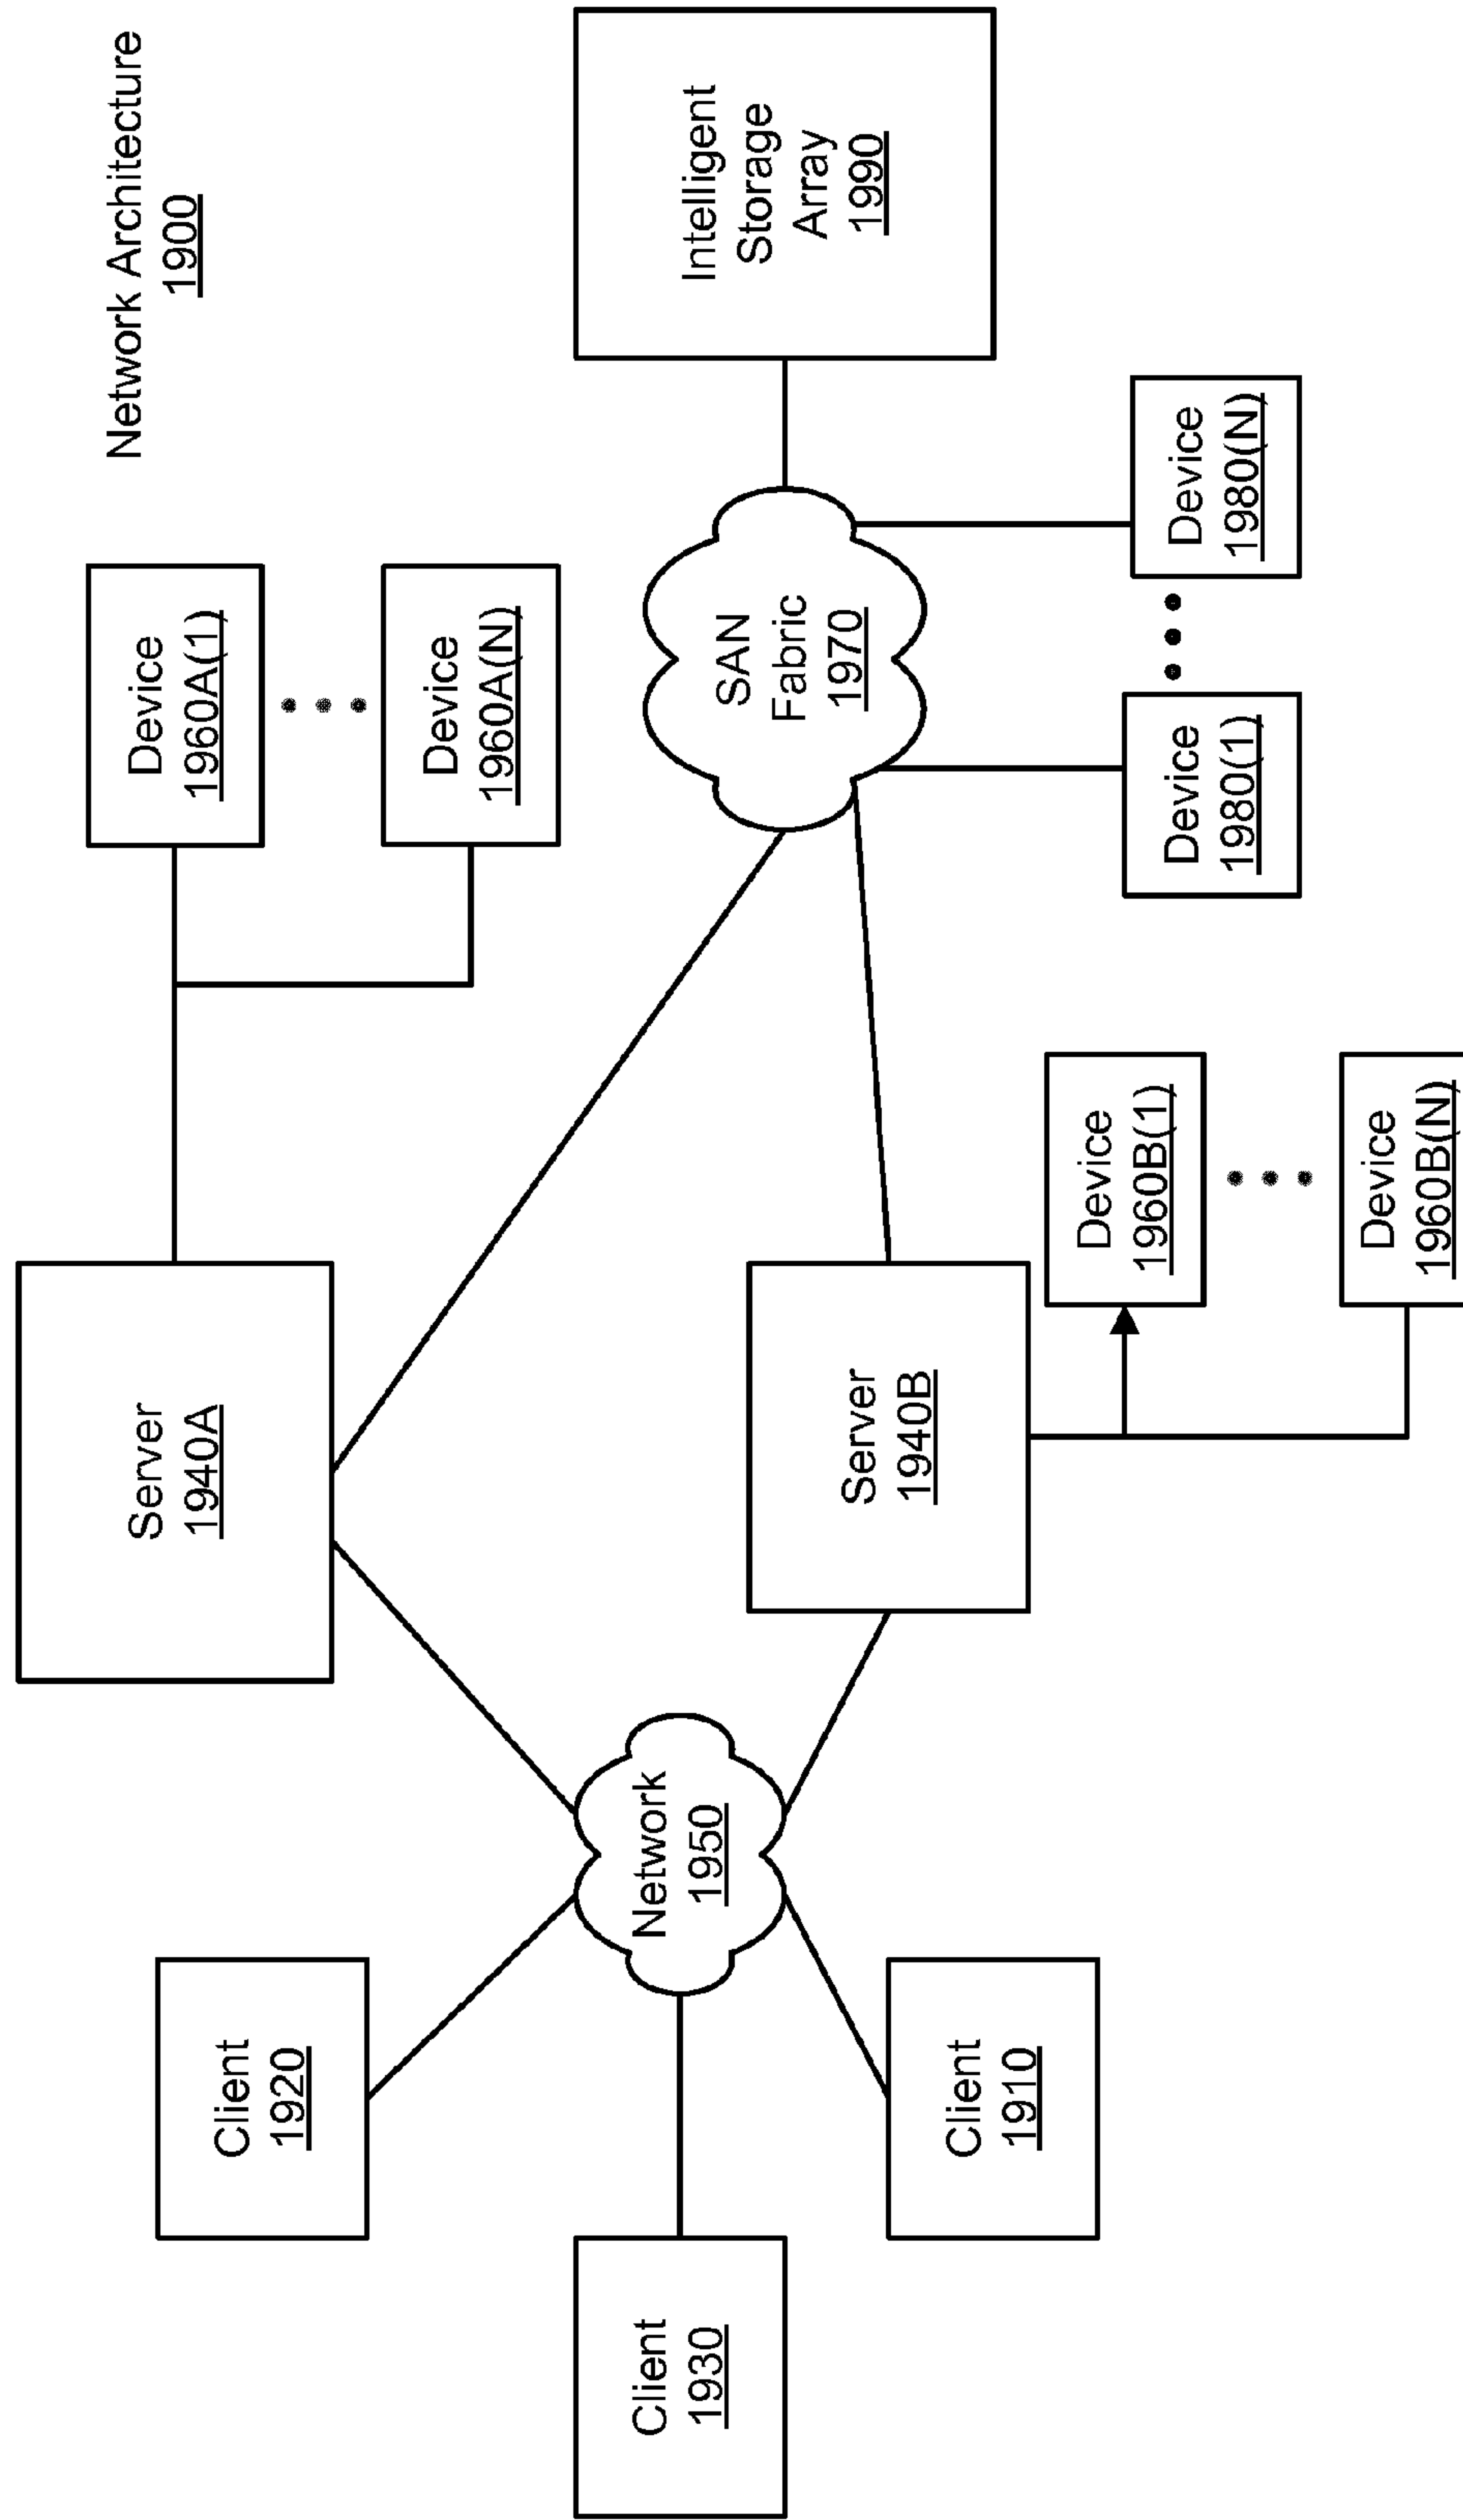 Network Architecture
1900
Device
1960A(1)
Device
1960A(N)
Server
1940A
Intelligent
Storage
Array
1990
SAN
Fabric
1970
Client
1920
Network
1950
Client
1930
Server
1940B
Device
1980(N)
Device
1980(1)
Client
1910
Device
1960B(1)
Device
1960B(N)